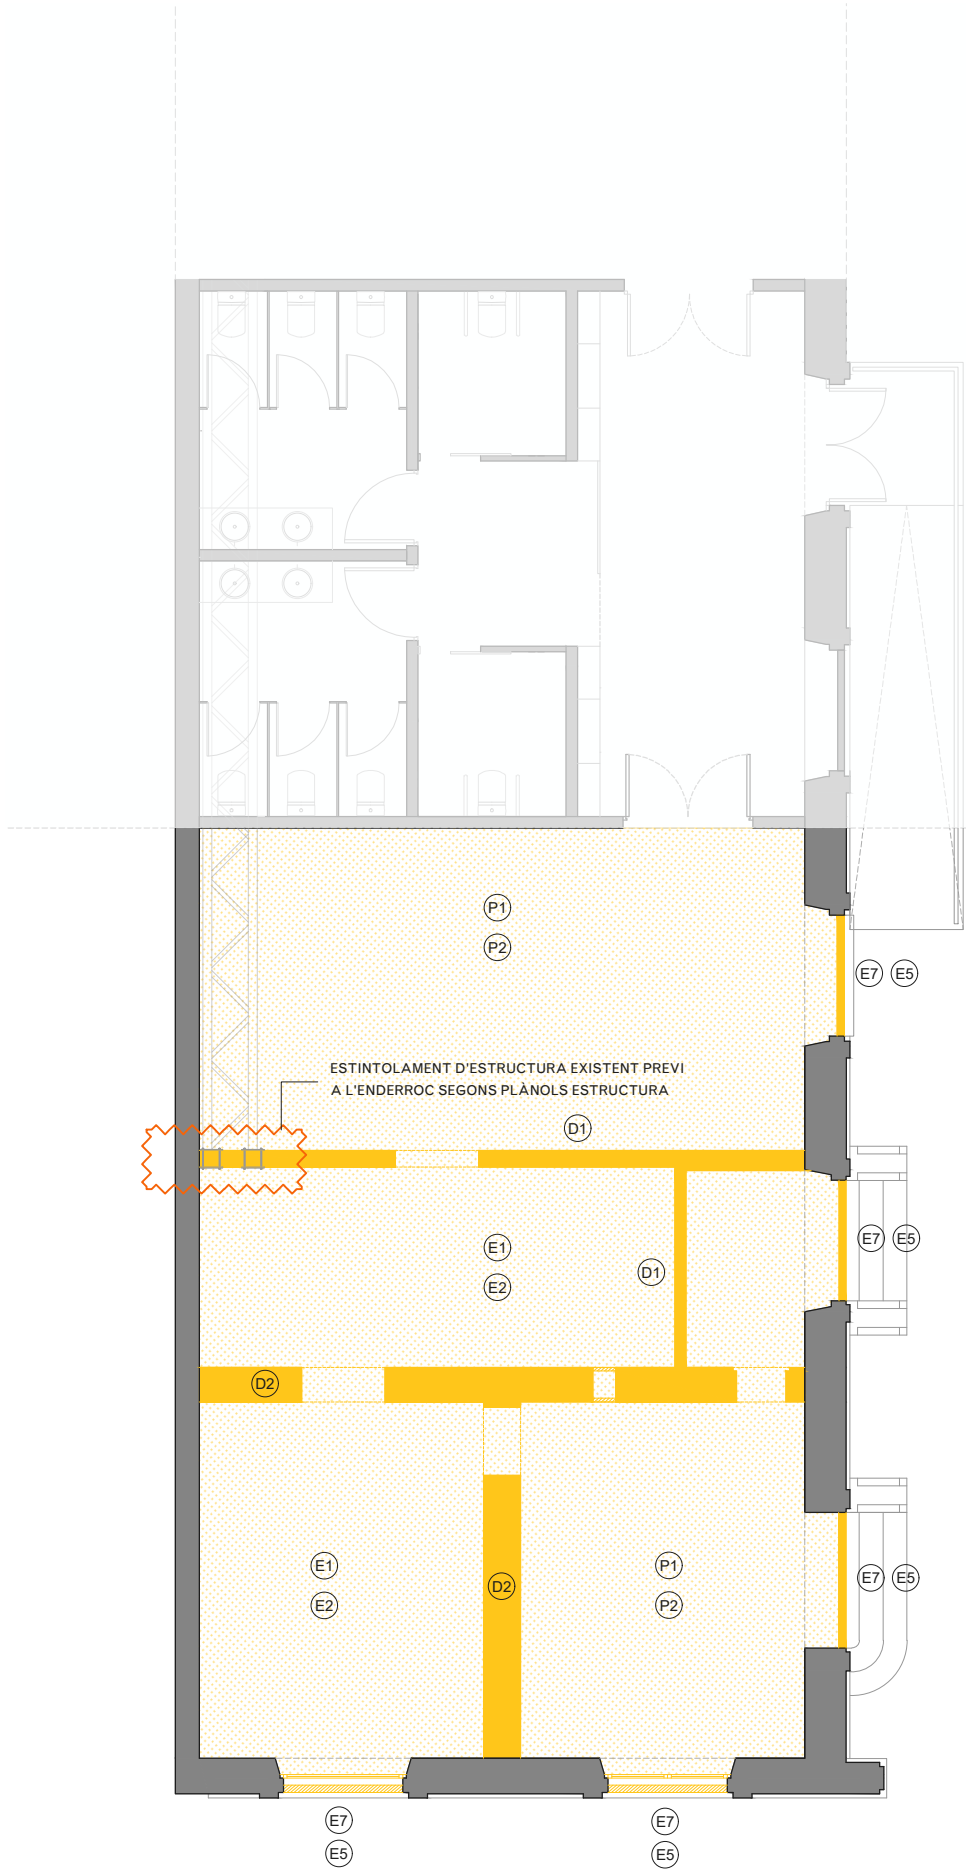 P1
P2
E7 E5
ESTINTOLAMENT D'ESTRUCTURA EXISTENT PREVI
A L'ENDERROC SEGONS PLÀNOLS ESTRUCTURA
D1
E1
E2
D1
E7 E5
D2
E1
E2
D2
P1
P2
E7 E5
E7
E5
E7
E5